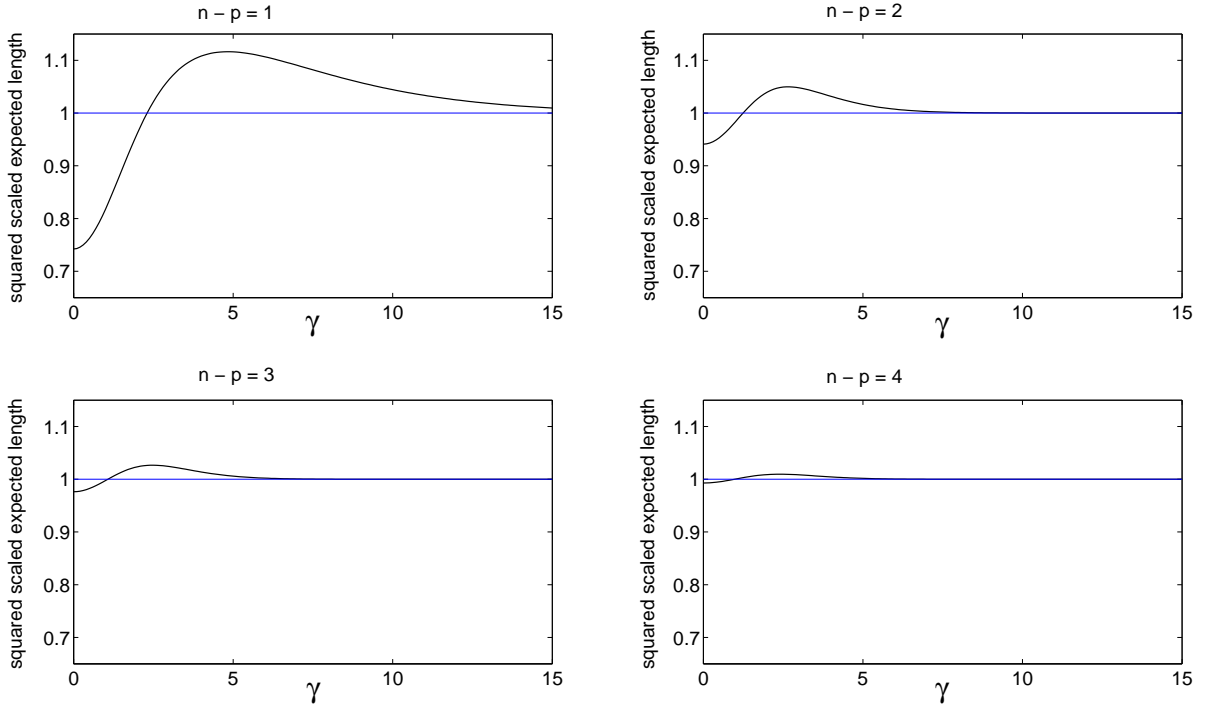 n − p = 1
squared scaled expected length
1.1
1
0.9
0.8
0.7
0 5 10 15
γ
n − p = 2
squared scaled expected length
1.1
1
0.9
0.8
0.7
0 5 10 15
γ
n − p = 3
squared scaled expected length
1.1
1
0.9
0.8
0.7
0 5 10 15
γ
n − p = 4
squared scaled expected length
1.1
1
0.9
0.8
0.7
0 5 10 15
γ